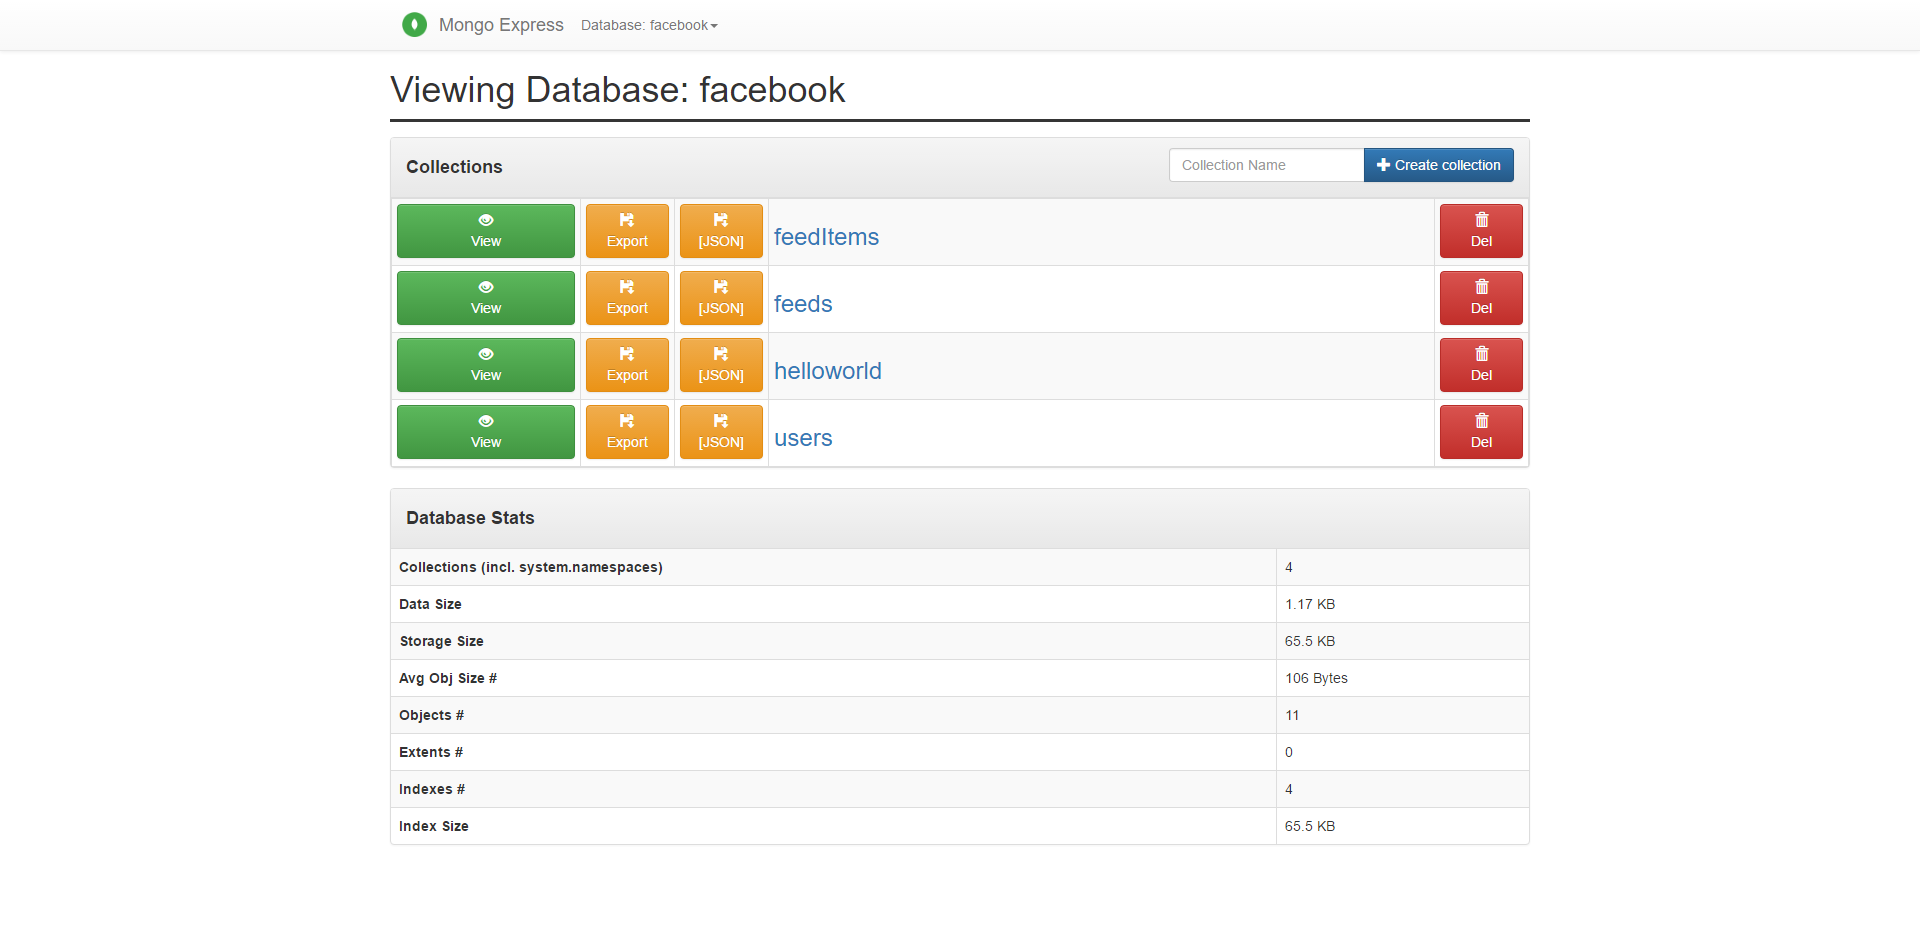 Mongo Express Database: facebook
Viewing Database: facebook
Collections Collection Name Create collection
View Export [JSON] feedItems Del
View Export [JSON] feeds Del
View Export [JSON] helloworld Del
View Export [JSON] users Del
Database Stats
Collections (incl. system.namespaces) 4
Data Size 1.17 KB
Storage Size 65.5 KB
Avg Obj Size # 106 Bytes
Objects # 11
Extents # 0
Indexes # 4
Index Size 65.5 KB